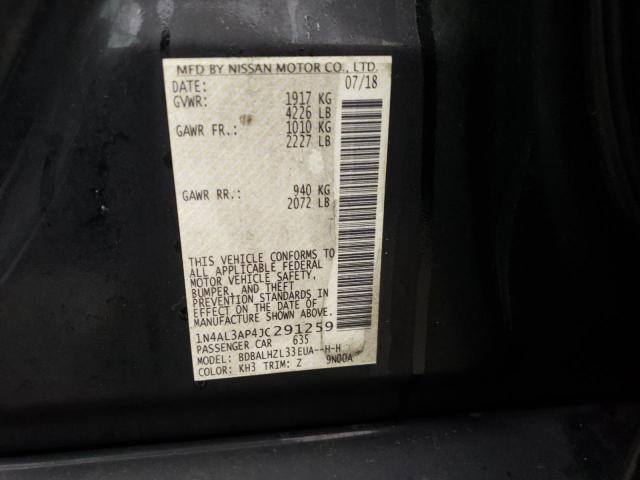 MFD BY NISSAN MOTOR CO., LTD.
DATE: 07/18
GVWR: 1917 KG
4226 LB
GAWR FR.: 1010 KG
2227 LB
GAWR RR.: 940 KG
2072 LB
THIS VEHICLE CONFORMS TO
ALL APPLICABLE FEDERAL
MOTOR VEHICLE SAFETY,
BUMPER, AND THEFT
PREVENTION STANDARDS IN
EFFECT ON THE DATE OF
MANUFACTURE SHOWN ABOVE.
1N4AL3AP4JC291259
PASSENGER CAR 635
MODEL: BDBALHZL33EUA--H-H
COLOR: KH3 TRIM: Z 9N00A